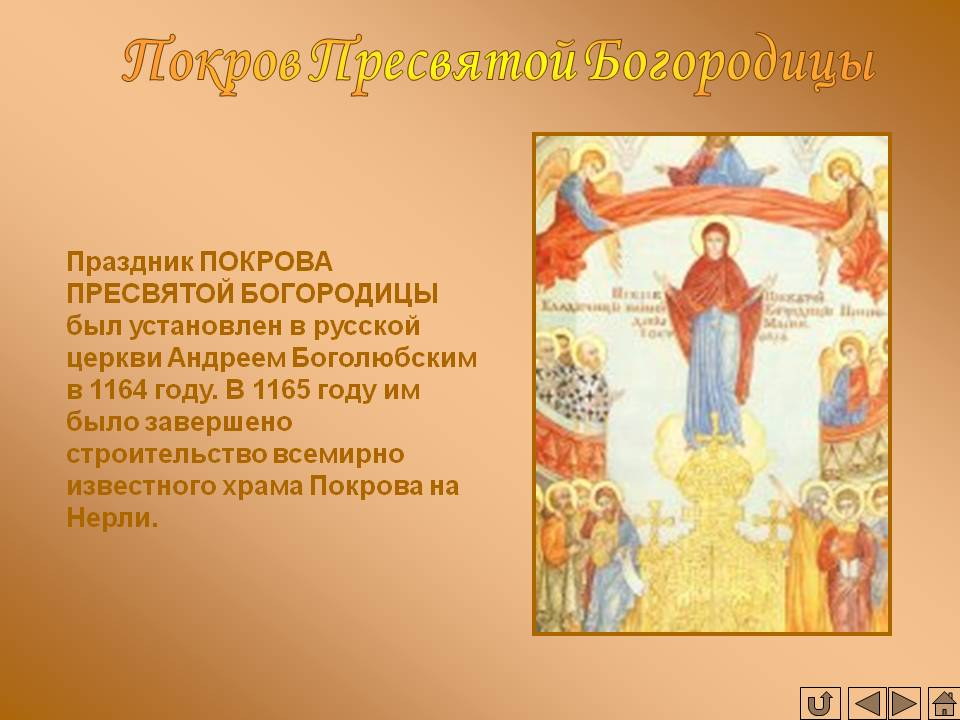 Покров Пресвятой Богородицы
Праздник ПОКРОВА
ПРЕСВЯТОЙ БОГОРОДИЦЫ
был установлен в русской
церкви Андреем Боголюбским
в 1164 году. В 1165 году им
было завершено
строительство всемирно
известного храма Покрова на
Нерли.